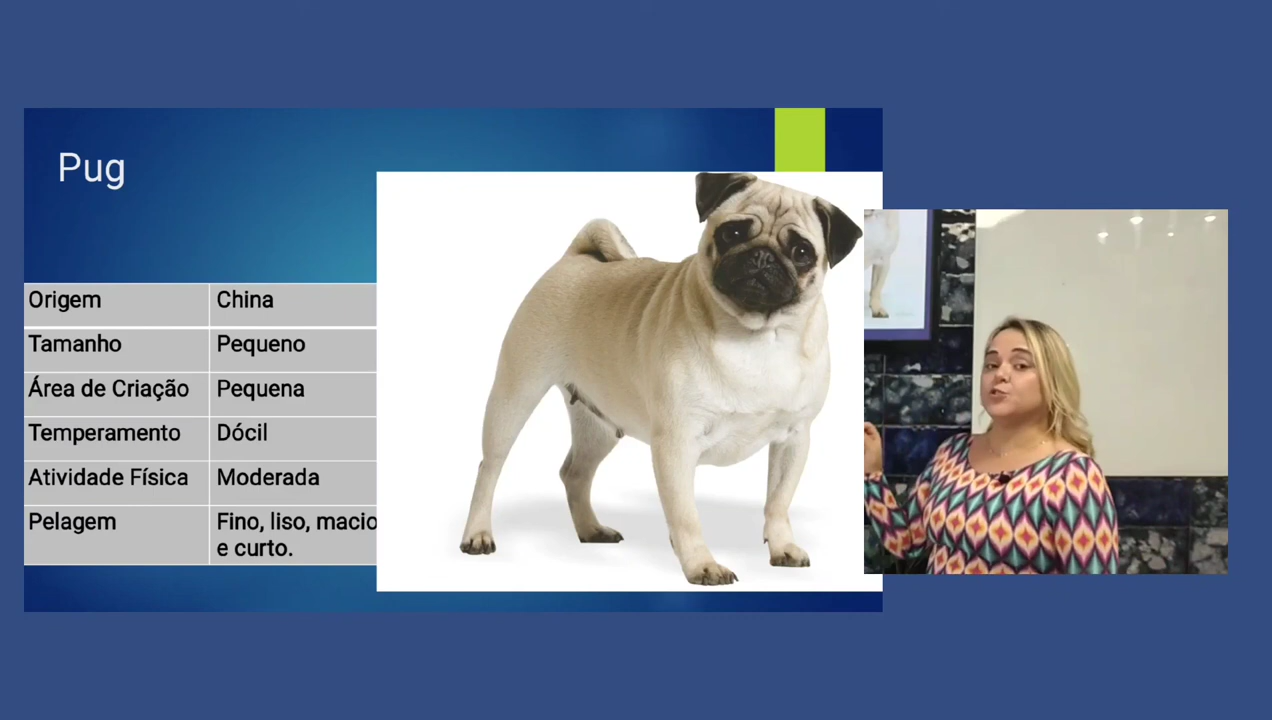 Pug
Origem China
Tamanho Pequeno
Área de Criação Pequena
Temperamento Dócil
Atividade Física Moderada
Pelagem Fino, liso, macio
e curto.